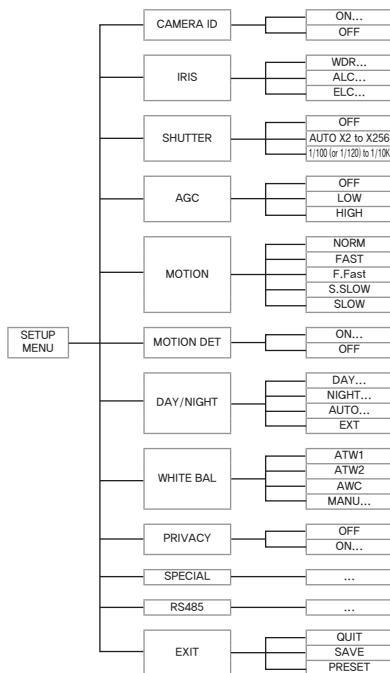 SETUP
MENU
CAMERA ID
ON...
OFF
IRIS
WDR...
ALC...
ELC...
SHUTTER
OFF
AUTO X2 to X256
1/100 (or 1/120) to 1/10K
AGC
OFF
LOW
HIGH
MOTION
NORM
FAST
F.Fast
S.SLOW
SLOW
MOTION DET
ON...
OFF
DAY/NIGHT
DAY...
NIGHT...
AUTO...
EXT
WHITE BAL
ATW1
ATW2
AWC
MANU...
PRIVACY
OFF
ON...
SPECIAL
...
RS485
...
EXIT
QUIT
SAVE
PRESET